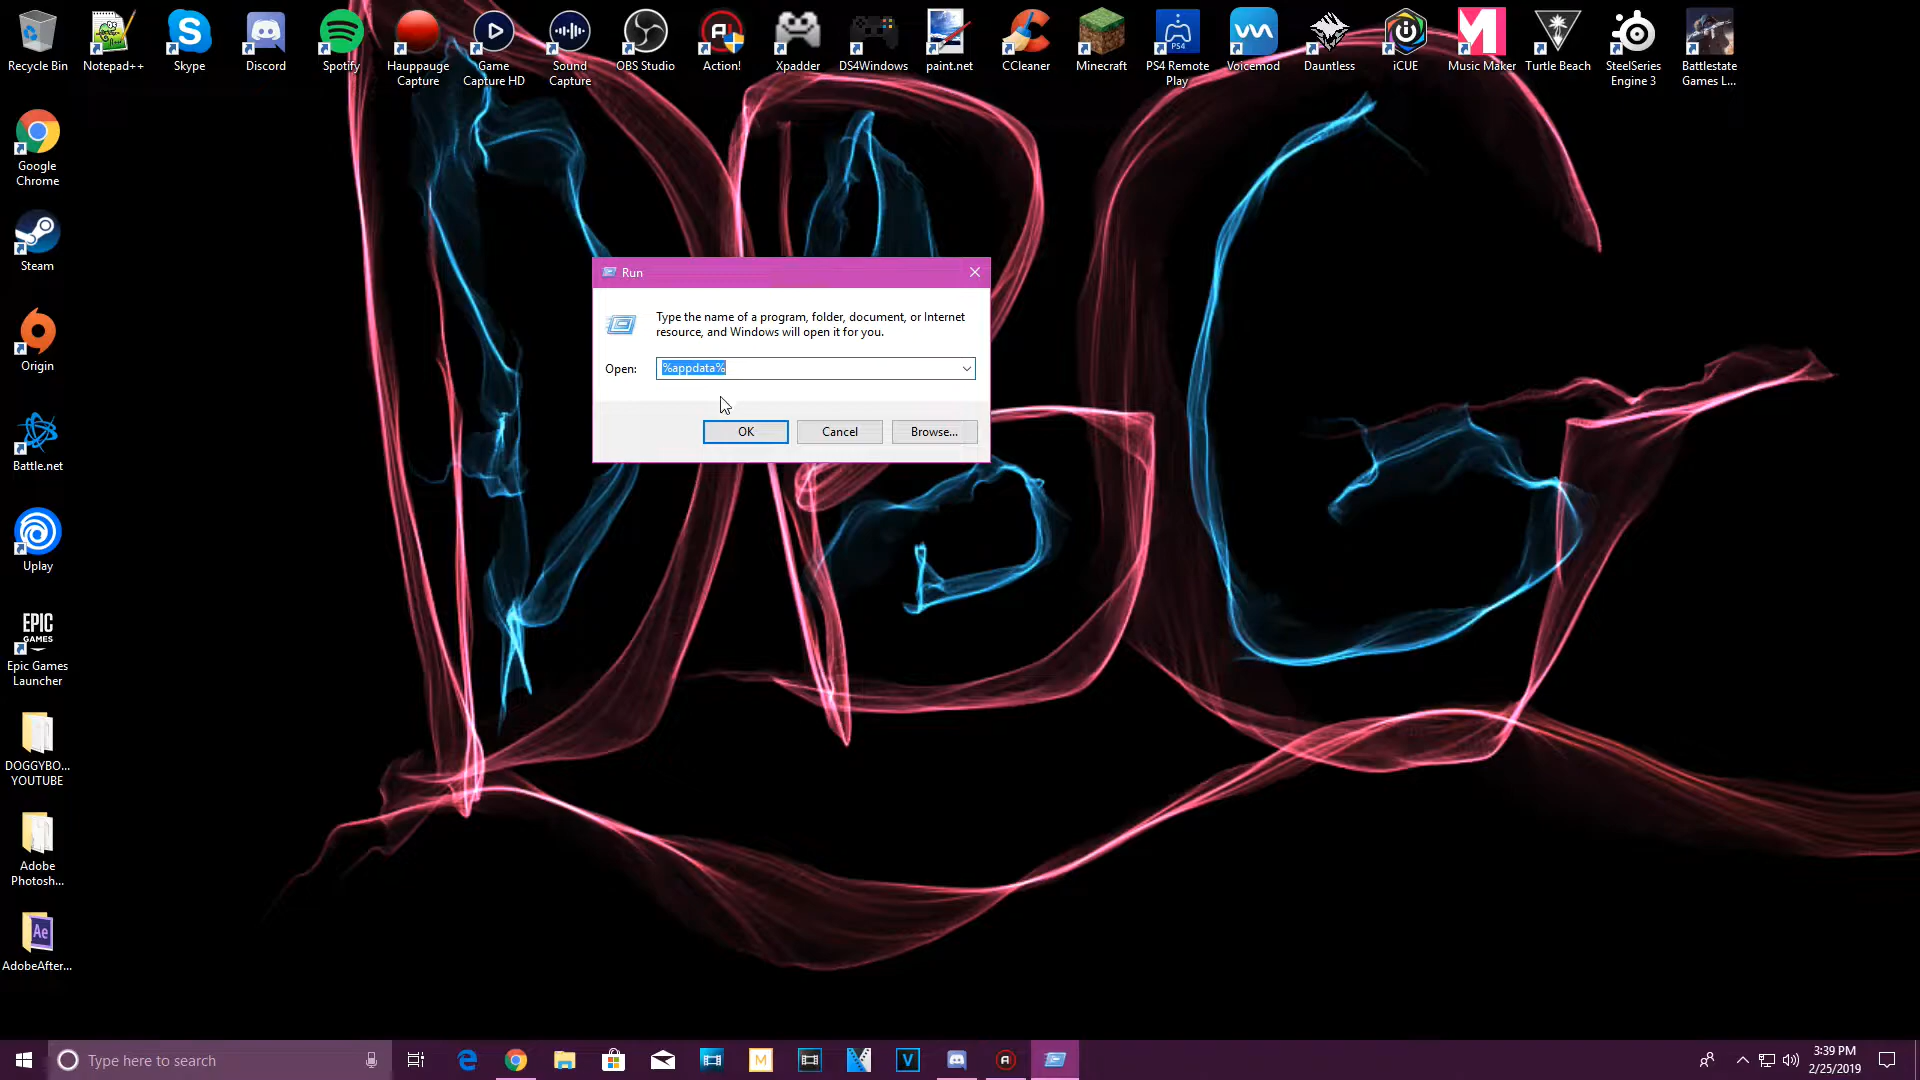 Recycle Bin
Notepad++
Skype
Discord
Spotify
Hauppauge
Capture
Game
Capture HD
Sound
Capture
OBS Studio
Action!
Xpadder
DS4Windows
paint.net
CCleaner
Minecraft
PS4 Remote
Play
Voicemod
Dauntless
iCUE
Music Maker
Turtle Beach
SteelSeries
Engine 3
Battlestate
Games L...
Google
Chrome
Steam
Origin
Battle.net
Uplay
EPIC
GAMES
Epic Games
Launcher
DOGGYBO...
YOUTUBE
Adobe
Photosh...
Ae
AdobeAfter...
DBG
Run
Type the name of a program, folder, document, or Internet
resource, and Windows will open it for you.
Open:
%appdata%
OK
Cancel
Browse...
Type here to search
3:39 PM
2/25/2019